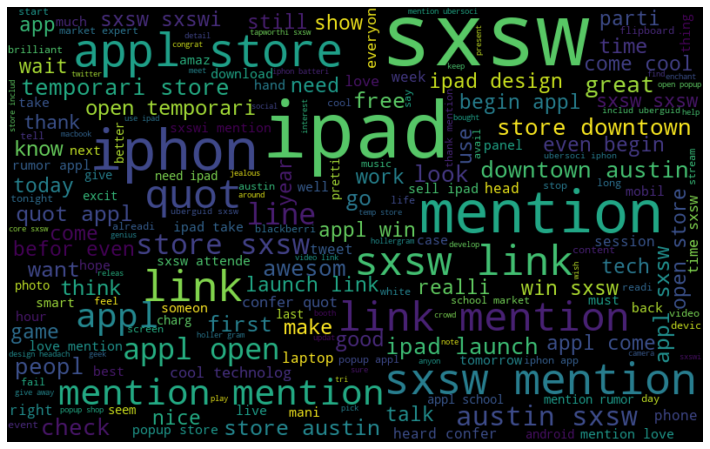 start
much
sxsw sxswi
still
show
mention ubersoci
sxsw
flipboard
app
market expert
tapworthi sxsw
everyon
parti
thing
brilliant
congrat
detail
appl store
amaz
keep
present
time
come cool
wait
twitter
meet
iphon batteri
download
hand
need
love
week
ipad design
great
find
enchant
temporari store
social
cool
say
free
begin appl
open popup
store includ
take
macbook
use ipad
interest
bought
includ uberguid
help
thank
open temporari
ipad
store downtown
sxsw sxsw
tell
better
sxswi mention
use
avail
panel
even begin
know
next
iphon
jealous
music
thank mention
ubersoci iphon
stream
rumor appl
give
need ipad
pretti
look
downtown austin
today
excit
year
well
work
sell ipad
head
stop
long
tonight
austin
around
life
mobil
quot
line
go
mention
quot appl
uberguid sxsw
temp store
core sxsw
alreadi
ipad take
blackberri
hollergram
case
session
open store
time sxsw
genius
come
store sxsw
tweet
appl win
develop
content
befor even
sxsw attende
video link
white
sxsw link
tech
want
hope
awesom
wish
readi
releas
link
launch link
realli
win sxsw
appl sxsw
photo
think
smart
feel
someon
confer quot
last
school market
must
back
video
devic
hour
appl
charg
first
make
update
crowd
link mention
game
screen
holler gram
booth
good
note
sxswi
design headach
geek
appl open
laptop
popup appl
ipad launch
appl come
peopl
love mention
anyon
tomorrow
iphon app
camera
fail
best
cool technolog
tri
sxsw mention
give away
play
mention mention
sure
mani
pick
appl school
mention rumor
day
right
popup shop
seem
nice
live
talk
austin sxsw
phone
event
check
popup store
store austin
heard confer
android
mention love